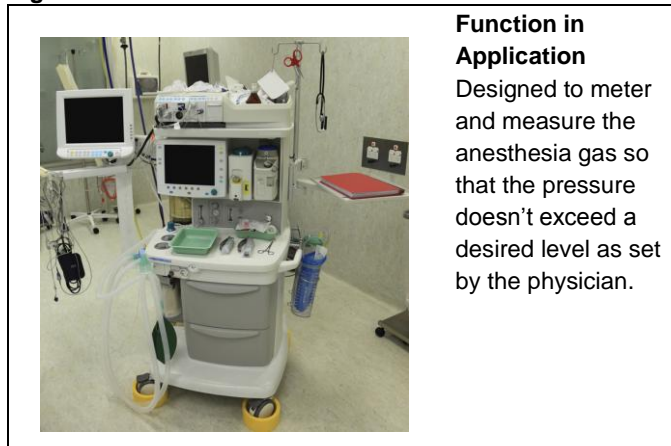 Function in
Application
Designed to meter
and measure the
anesthesia gas so
that the pressure
doesn't exceed a
desired level as set
by the physician.